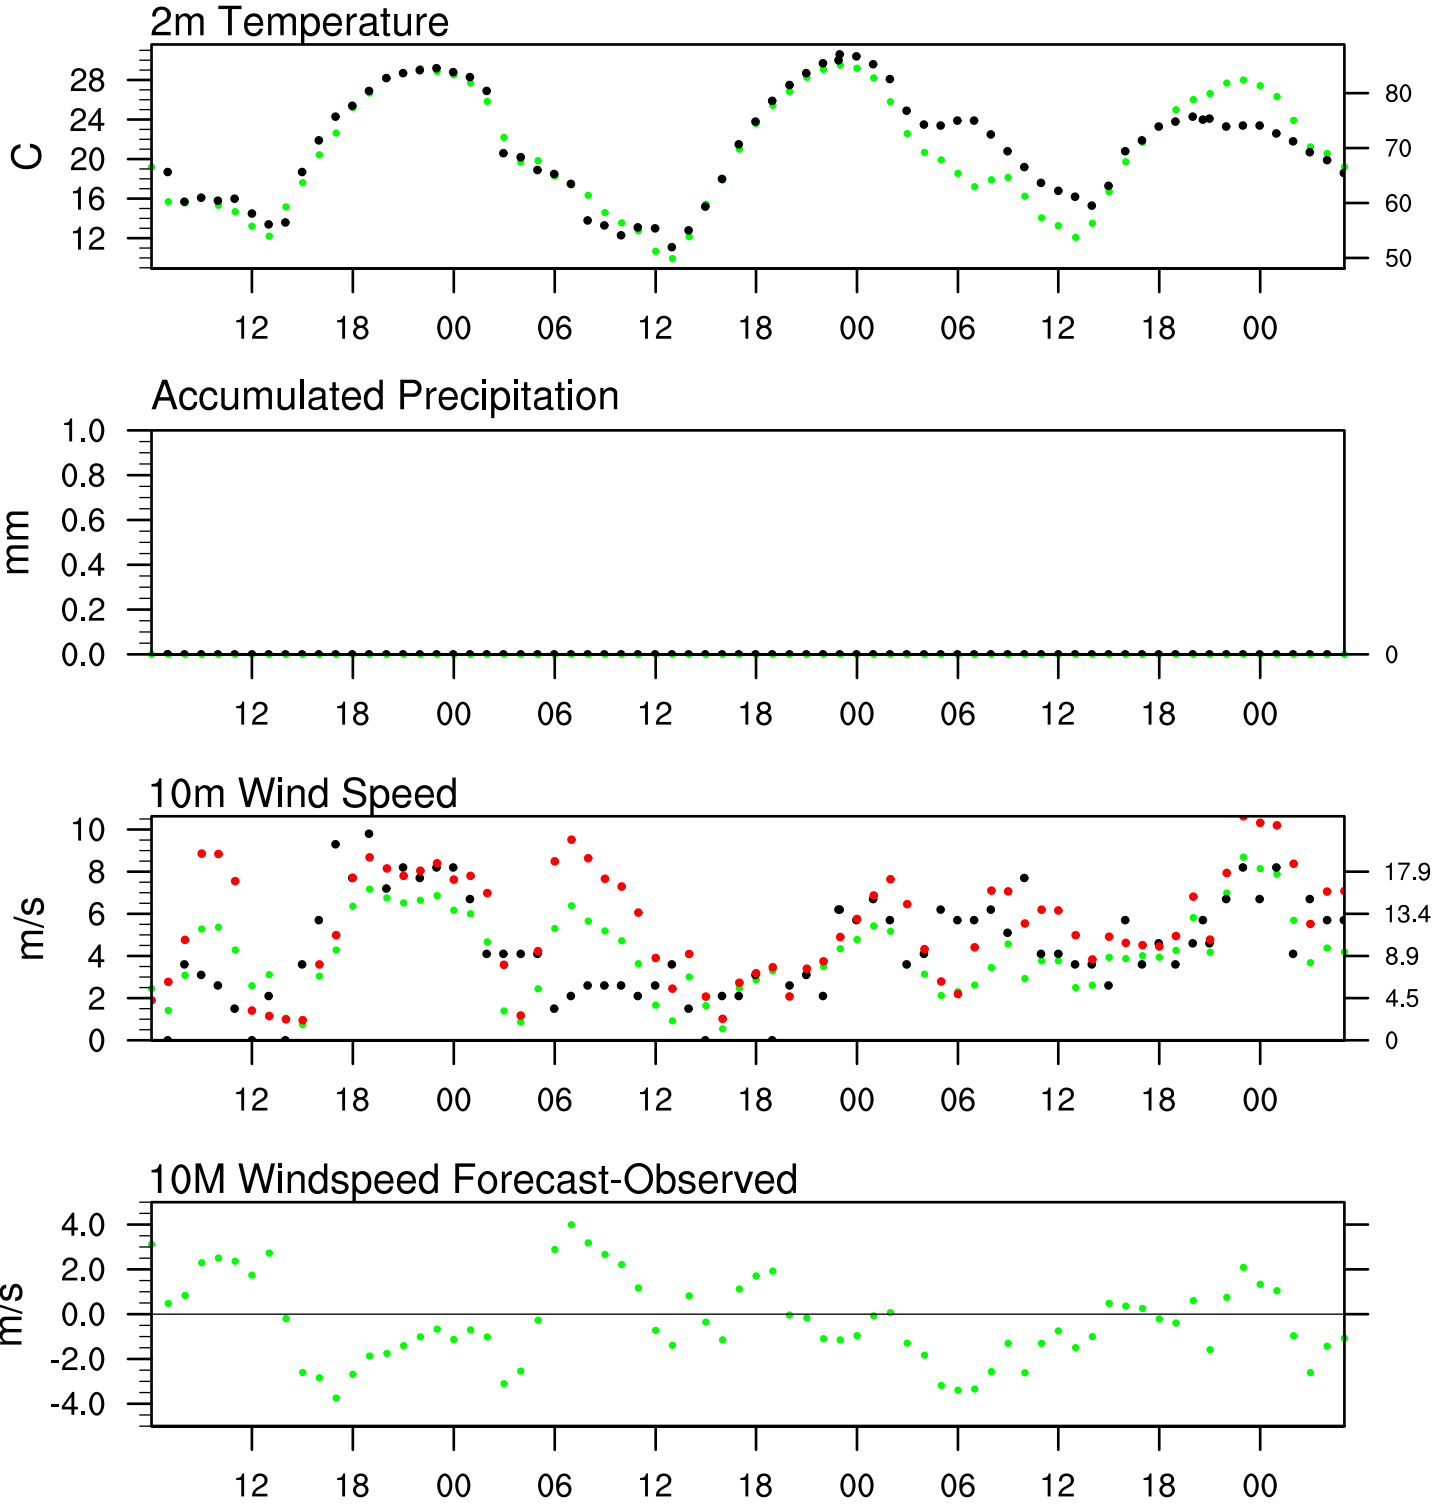 2m Temperature
28
24
20
16
12
C
80
70
60
50
12 18 00 06 12 18 00 06 12 18 00
Accumulated Precipitation
1.0
0.8
0.6
0.4
0.2
0.0
mm
0
12 18 00 06 12 18 00 06 12 18 00
10m Wind Speed
10
8
6
4
2
0
m/s
17.9
13.4
8.9
4.5
0
12 18 00 06 12 18 00 06 12 18 00
10M Windspeed Forecast-Observed
4.0
2.0
0.0
-2.0
-4.0
m/s
12 18 00 06 12 18 00 06 12 18 00